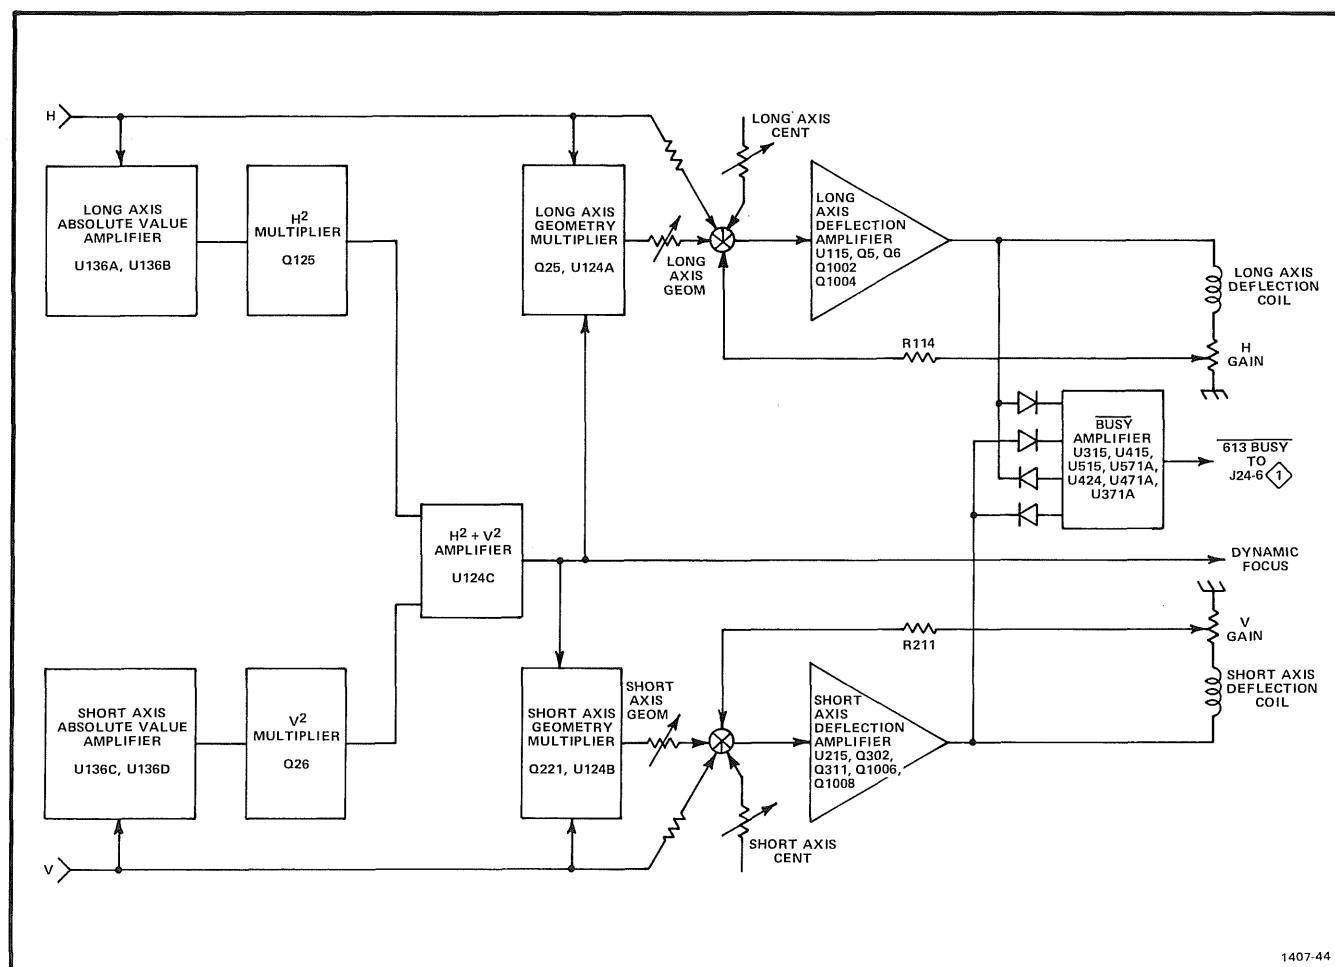 H
LONG AXIS
CENT
LONG AXIS
ABSOLUTE VALUE
AMPLIFIER
U136A, U136B
H2
MULTIPLIER
Q125
LONG AXIS
GEOMETRY
MULTIPLIER
Q25, U124A
LONG
AXIS
GEOM
LONG
AXIS
DEFLECTION
AMPLIFIER
U115, Q5, Q6
Q1002
Q1004
LONG AXIS
DEFLECTION
COIL
R114
H
GAIN
BUSY
AMPLIFIER
U315, U415,
U515, U571A,
U424, U471A,
U371A
613 BUSY
TO
J24-6 1
H2 + V2
AMPLIFIER
U124C
DYNAMIC
FOCUS
R211
V
GAIN
SHORT AXIS
ABSOLUTE VALUE
AMPLIFIER
U136C, U136D
V2
MULTIPLIER
Q26
SHORT AXIS
GEOMETRY
MULTIPLIER
Q221, U124B
SHORT
AXIS
GEOM
SHORT
AXIS
DEFLECTION
AMPLIFIER
U215, Q302,
Q311, Q1006,
Q1008
SHORT AXIS
DEFLECTION
COIL
SHORT AXIS
CENT
V
1407-44